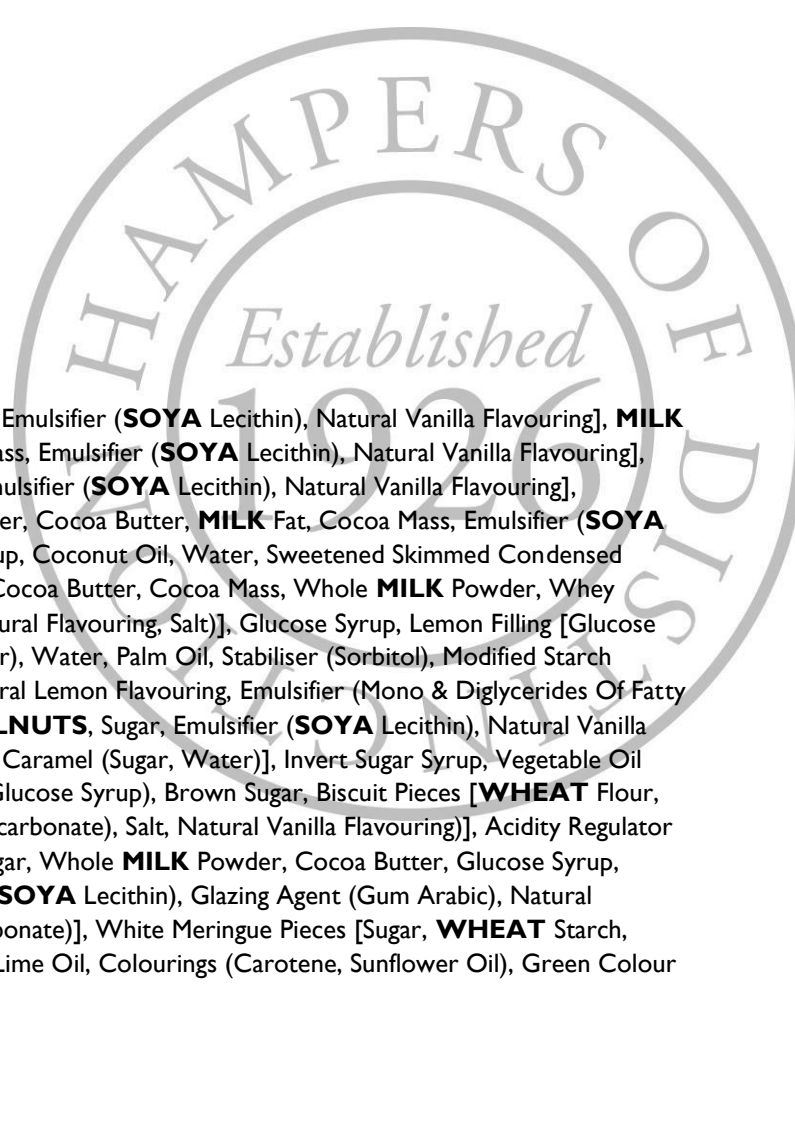 HAMPERS OF DISTINCTION
Established
1926
Emulsifier (SOYA Lecithin), Natural Vanilla Flavouring], MILK
ass, Emulsifier (SOYA Lecithin), Natural Vanilla Flavouring],
ulsifier (SOYA Lecithin), Natural Vanilla Flavouring],
er, Cocoa Butter, MILK Fat, Cocoa Mass, Emulsifier (SOYA
up, Coconut Oil, Water, Sweetened Skimmed Condensed
Cocoa Butter, Cocoa Mass, Whole MILK Powder, Whey
ural Flavouring, Salt)], Glucose Syrup, Lemon Filling [Glucose
r), Water, Palm Oil, Stabiliser (Sorbitol), Modified Starch
ral Lemon Flavouring, Emulsifier (Mono & Diglycerides Of Fatty
LNUTS, Sugar, Emulsifier (SOYA Lecithin), Natural Vanilla
Caramel (Sugar, Water)], Invert Sugar Syrup, Vegetable Oil
Glucose Syrup), Brown Sugar, Biscuit Pieces [WHEAT Flour,
carbonate), Salt, Natural Vanilla Flavouring)], Acidity Regulator
gar, Whole MILK Powder, Cocoa Butter, Glucose Syrup,
(SOYA Lecithin), Glazing Agent (Gum Arabic), Natural
bonate)], White Meringue Pieces [Sugar, WHEAT Starch,
Lime Oil, Colourings (Carotene, Sunflower Oil), Green Colour